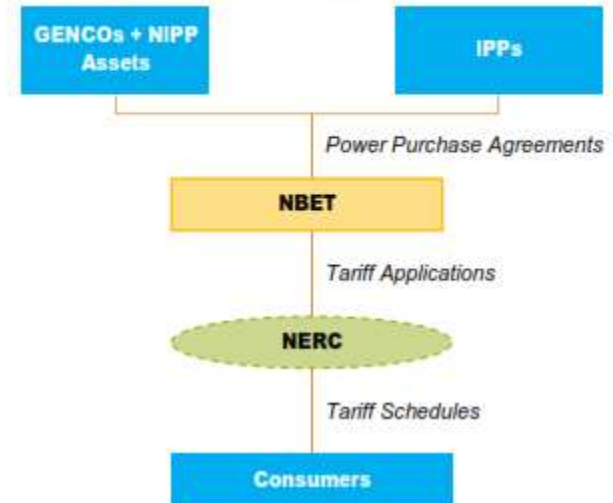 GENCOs + NIPP
Assets
IPPs
Power Purchase Agreements
NBET
Tariff Applications
NERC
Tariff Schedules
Consumers